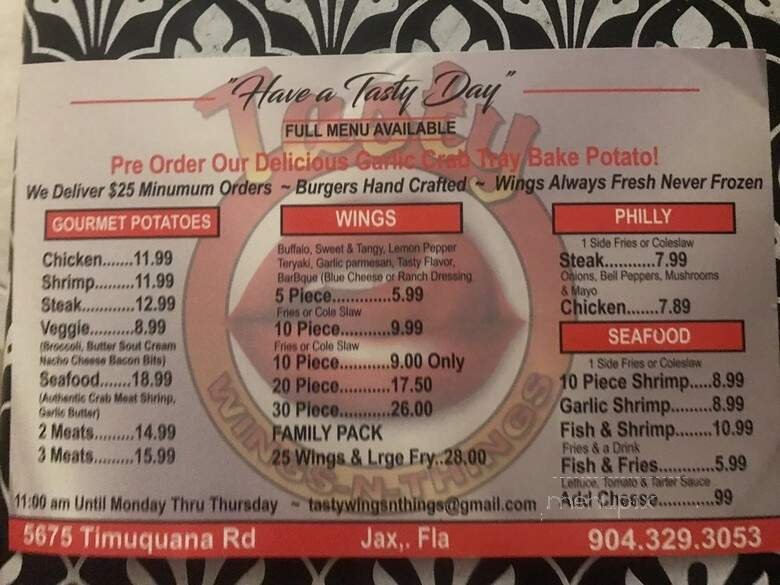 "Have a Tasty Day"
FULL MENU AVAILABLE
Pre Order Our Delicious Garlic Crab Tray Bake Potato!
We Deliver $25 Minumum Orders ~ Burgers Hand Crafted ~ Wings Always Fresh Never Frozen
GOURMET POTATOES
Chicken.......11.99
Shrimp.........11.99
Steak...........12.99
Veggie..........8.99
(Broccoli, Butter Sout Cream
Nacho Cheese Bacon Bits)
Seafood.......18.99
(Authentic Crab Meat Shrinp,
Garlic Butter)
2 Meats.........14.99
3 Meats.........15.99
WINGS
Buffalo, Sweet & Tangy, Lemon Pepper
Teryaki, Garlic parmesan, Tasty Flavor,
BarBque (Blue Cheese or Ranch Dressing
5 Piece............5.99
Fries or Cole Slaw
10 Piece...........9.99
Fries or Cole Slaw
10 Piece...........9.00 Only
20 Piece...........17.50
30 Piece...........26.00
FAMILY PACK
25 Wings & Lrge Fry..28.00
PHILLY
1 Side Fries or Coleslaw
Steak...........7.99
Onions, Bell Peppers, Mushrooms
& Mayo
Chicken.......7.89
SEAFOOD
1 Side Fries or Coleslaw
10 Piece Shrimp.....8.99
Garlic Shrimp.........8.99
Fish & Shrimp........10.99
Fries & a Drink
Fish & Fries...........5.99
Lettuce, Tomato & Tarter Sauce
Add Cheese...........99
Tasty
WINGS-N-THINGS
11:00 am Until Monday Thru Thursday ~ tastywingsnthings@gmail.com
5675 Timuquana Rd Jax,. Fla 904.329.3053